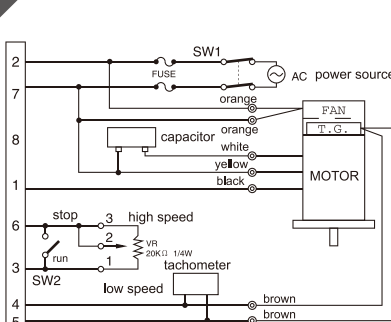 SW1
2
FUSE
AC power source
7
orange
FAN
orange
T.G.
capacitor
8
white
yellow
MOTOR
black
1
stop
3
high speed
6
2
VR
20KΩ 1/4W
run
1
tachometer
3
SW2
low speed
brown
4
brown
5